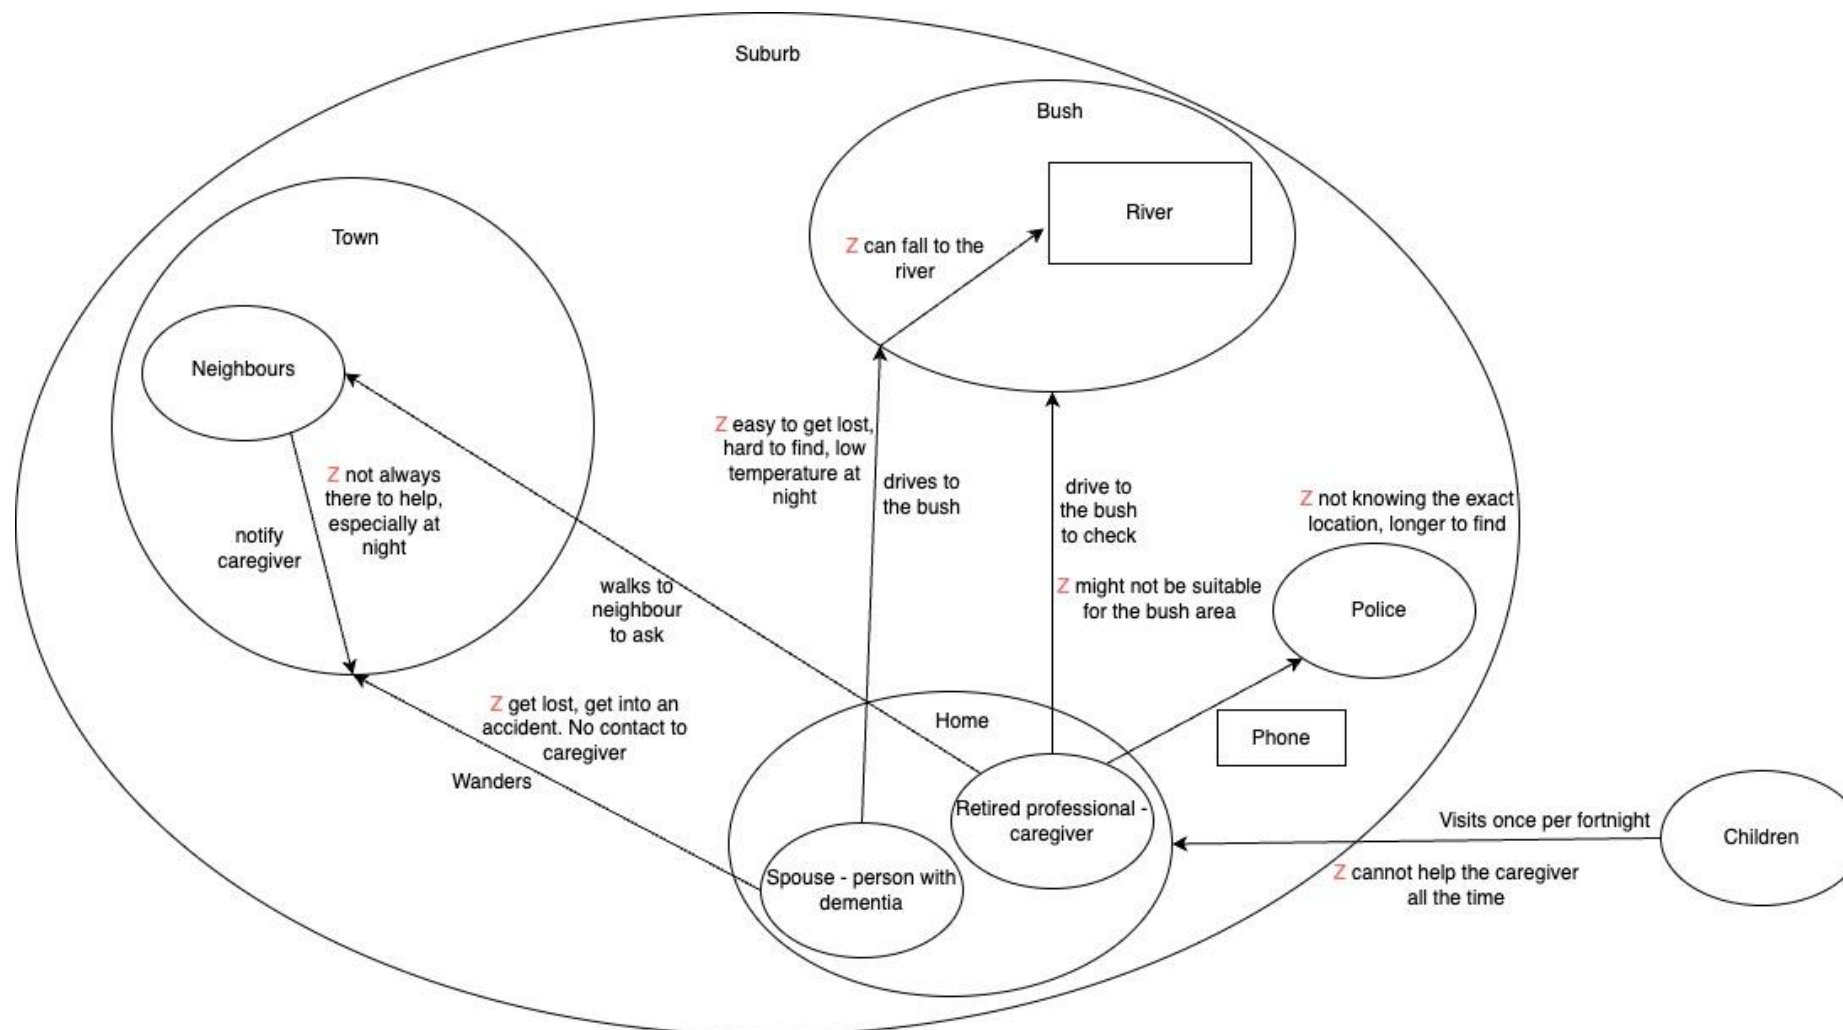 Suburb
Bush
River
Z can fall to the
river
Town
Neighbours
Z not always
there to help,
especially at
night
notify
caregiver
Z easy to get lost,
hard to find, low
temperature at
night
drives to
the bush
drive to
the bush
to check
Z might not be suitable
for the bush area
Z not knowing the exact
location, longer to find
Police
walks to
neighbour
to ask
Z get lost, get into an
accident. No contact to
caregiver
Wanders
Home
Phone
Retired professional -
caregiver
Spouse - person with
dementia
Visits once per fortnight
Z cannot help the caregiver
all the time
Children